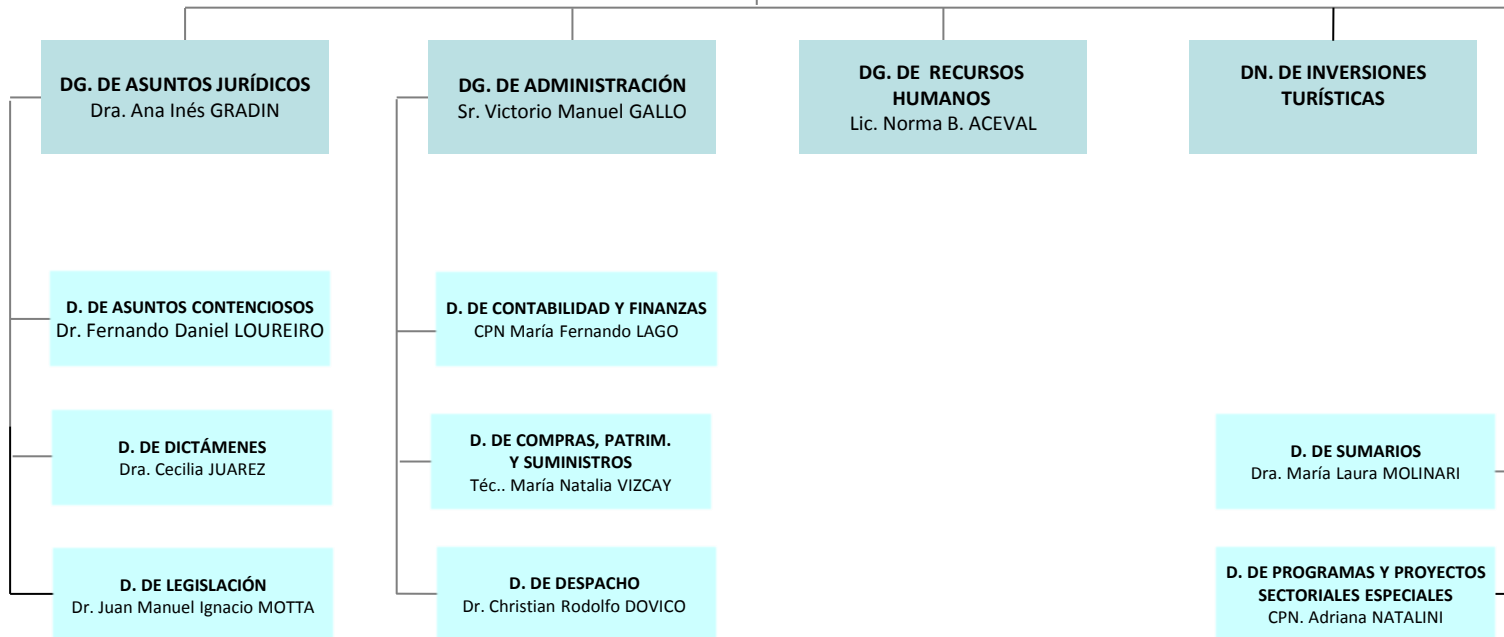 DG. DE ASUNTOS JURÍDICOS
Dra. Ana Inés GRADIN
DG. DE ADMINISTRACIÓN
Sr. Victorio Manuel GALLO
DG. DE RECURSOS
HUMANOS
Lic. Norma B. ACEVAL
DN. DE INVERSIONES
TURÍSTICAS
D. DE ASUNTOS CONTENCIOSOS
Dr. Fernando Daniel LOUREIRO
D. DE CONTABILIDAD Y FINANZAS
CPN María Fernando LAGO
D. DE DICTÁMENES
Dra. Cecilia JUAREZ
D. DE COMPRAS, PATRIM.
Y SUMINISTROS
Téc.. María Natalia VIZCAY
D. DE SUMARIOS
Dra. María Laura MOLINARI
D. DE LEGISLACIÓN
Dr. Juan Manuel Ignacio MOTTA
D. DE DESPACHO
Dr. Christian Rodolfo DOVICO
D. DE PROGRAMAS Y PROYECTOS
SECTORIALES ESPECIALES
CPN. Adriana NATALINI